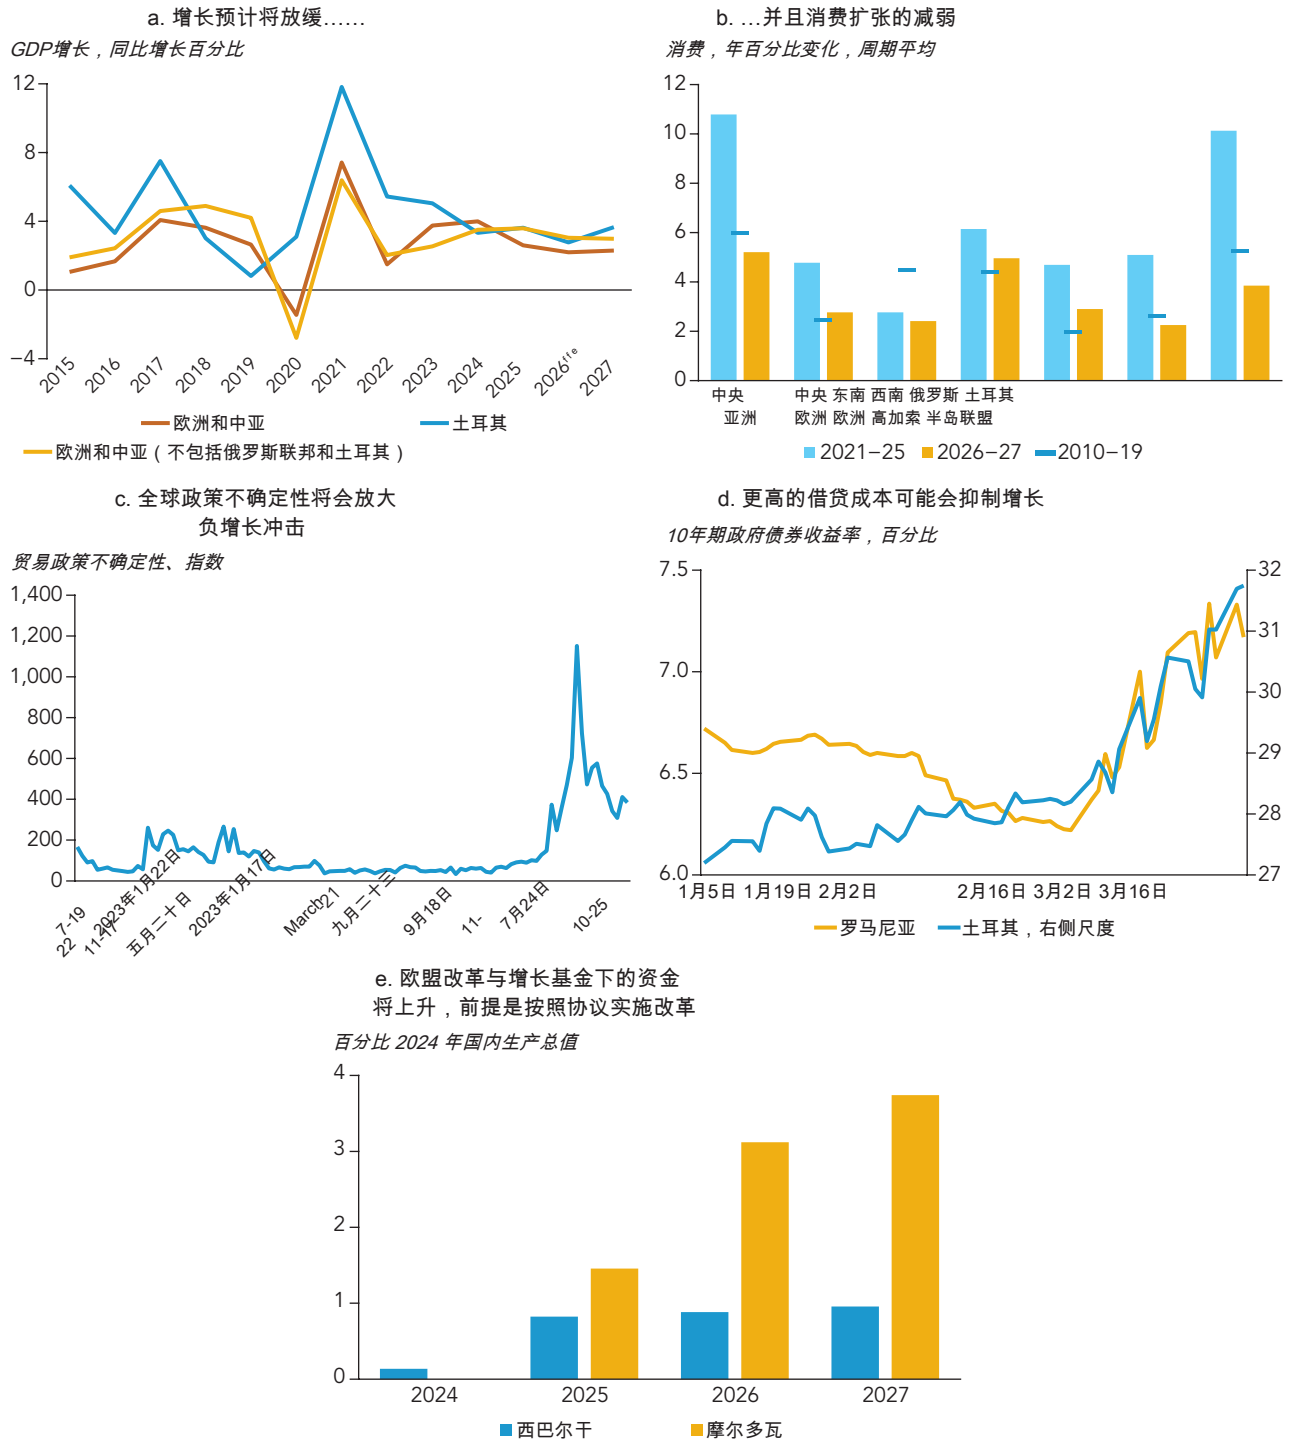 a. 增长预计将放缓……
GDP增长，同比增长百分比
12
8
4
0
−4
2015
2016
2017
2018
2019
2020
2021
2022
2023
2024
2025
2026ᶠᶠᵉ
2027
欧洲和中亚
土耳其
欧洲和中亚（不包括俄罗斯联邦和土耳其）
b. ...并且消费扩张的减弱
消费，年百分比变化，周期平均
12
10
8
6
4
2
0
中央 中央 东南 西南 俄罗斯 土耳其
亚洲 欧洲 欧洲 高加索 半岛联盟
2021–25
2026–27
2010–19
c. 全球政策不确定性将会放大
负增长冲击
贸易政策不确定性、指数
1,400
1,200
1,000
800
600
400
200
0
7-19
22
11-17
2023年1月22日
五月二十日
2023年1月17日
March
21
九月二十三
9月18日
11-
7月24日
10-25
d. 更高的借贷成本可能会抑制增长
10年期政府债券收益率，百分比
7.5
7.0
6.5
6.0
32
31
30
29
28
27
1月5日 1月19日 2月2日 2月16日 3月2日 3月16日
罗马尼亚
土耳其，右侧尺度
e. 欧盟改革与增长基金下的资金
将上升，前提是按照协议实施改革
百分比 2024 年国内生产总值
4
3
2
1
0
2024
2025
2026
2027
西巴尔干
摩尔多瓦